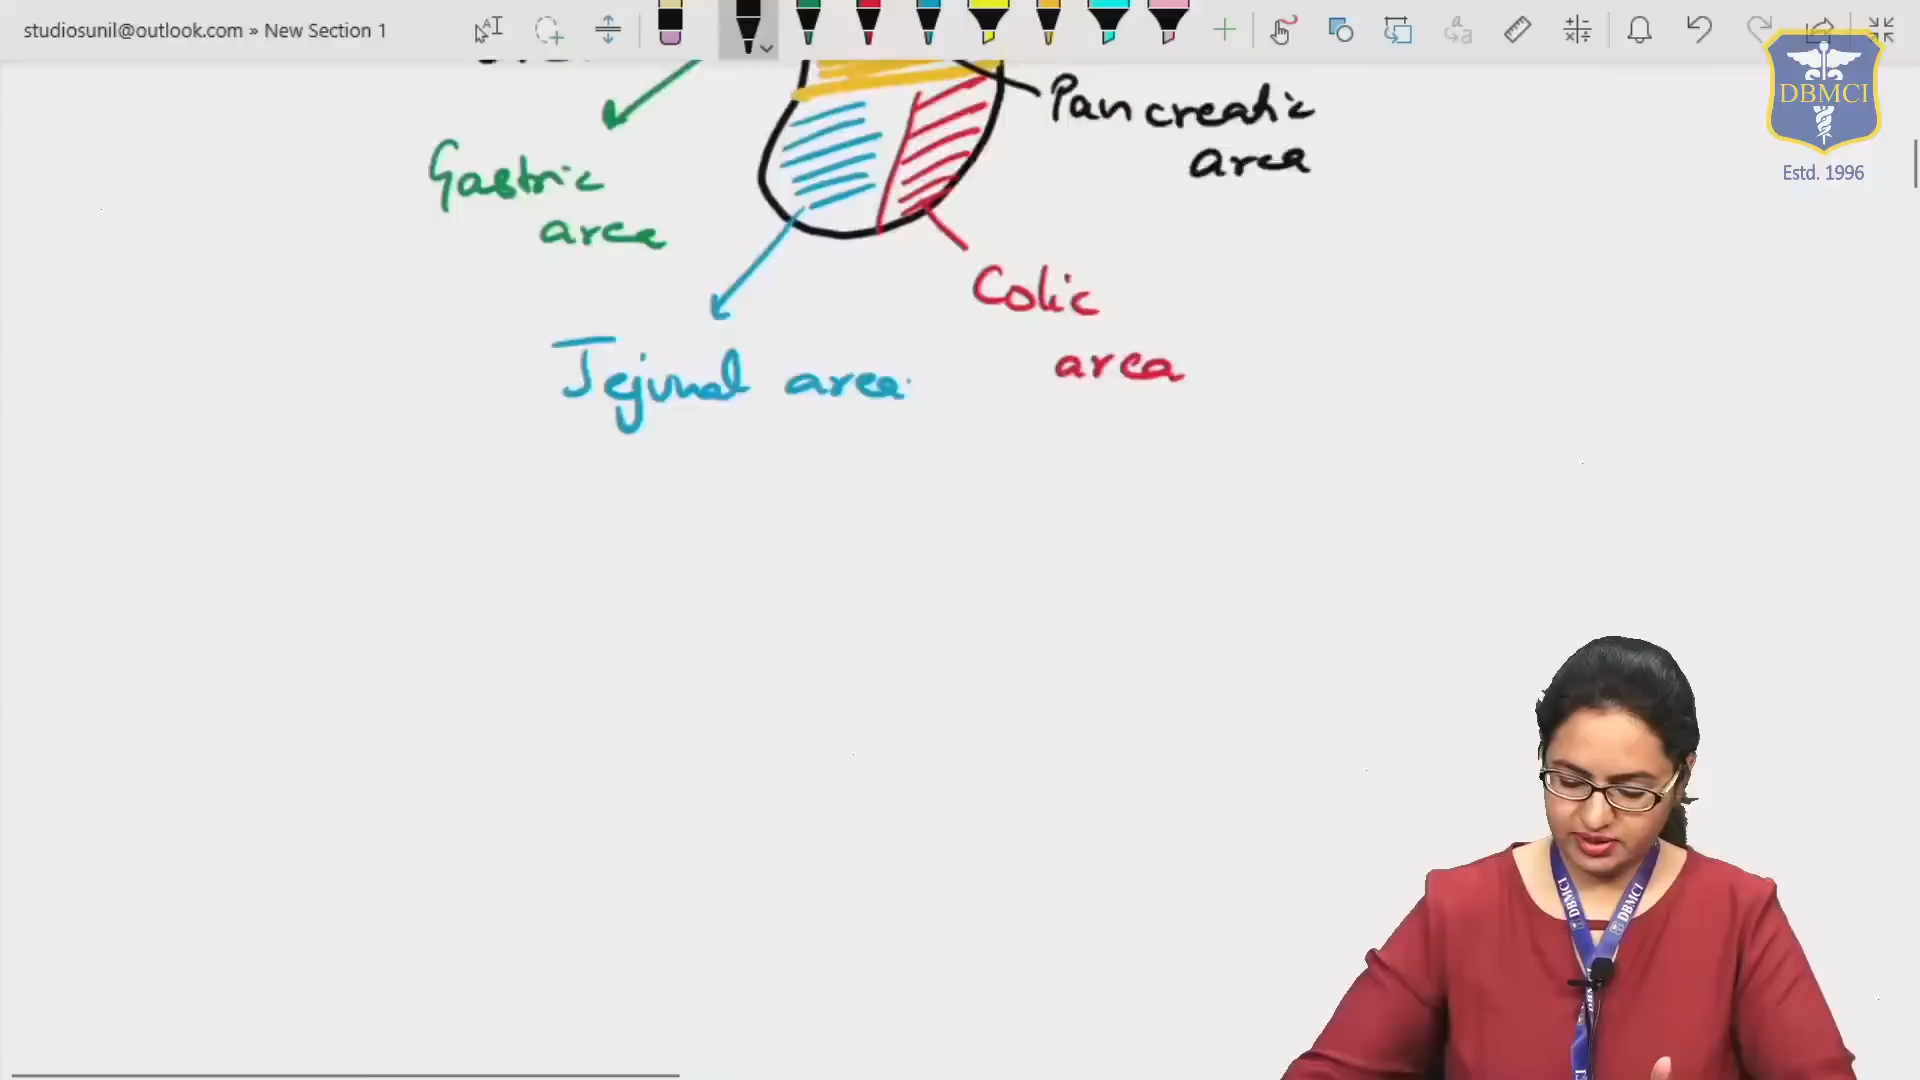 studiosunil@outlook.com » New Section 1
DBMCI
Estd. 1996
Pancreatic
area
Gastric
area
Colic
area
Jejunal area
DBMCI
DBMCI